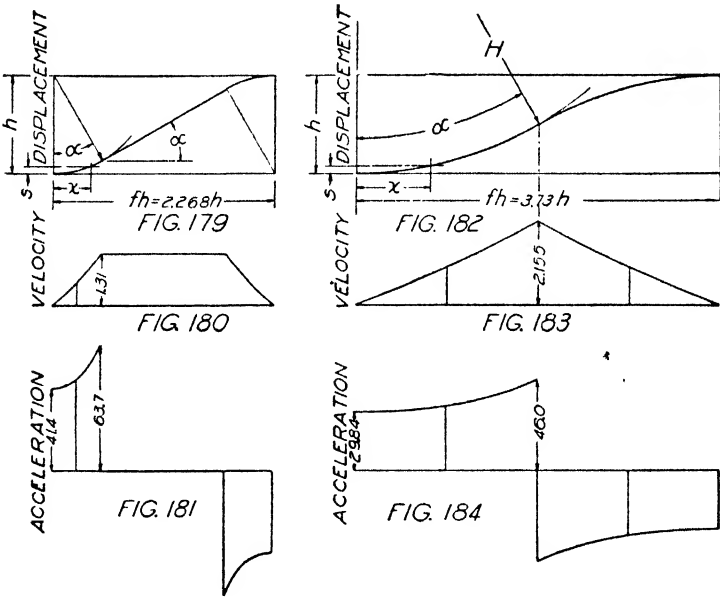 DISPLACEMENT
h
s
α
α
x
fh=2.268h
FIG. 179
VELOCITY
1.31
FIG. 180
ACCELERATION
41.4
63.7
FIG. 181
DISPLACEMENT
h
s
H
α
x
fh=3.73h
FIG. 182
VELOCITY
2.155
FIG. 183
ACCELERATION
29.84
46.0
FIG. 184